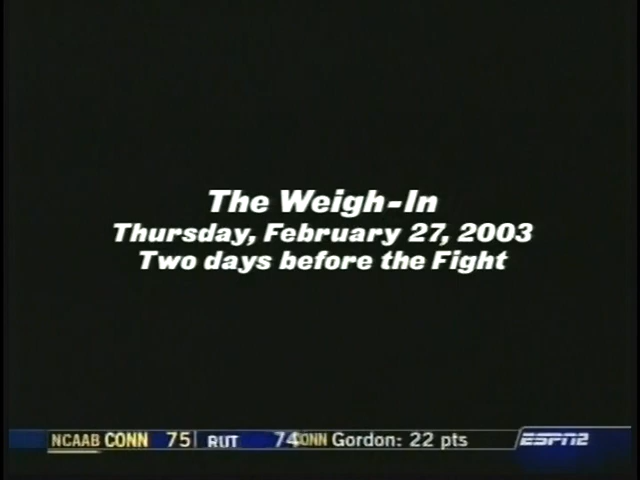 The Weigh-In
Thursday, February 27, 2003
Two days before the Fight
NCAAB CONN 75 RUT 74 CONN Gordon: 22 pts ESPN2